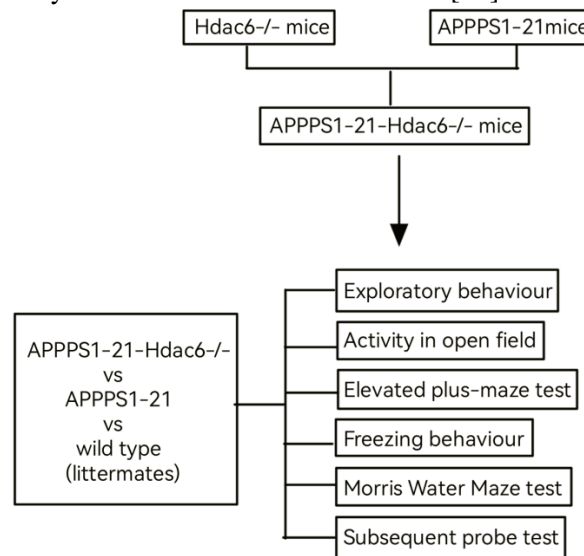 Hdac6-/- mice
APPPS1-21mice
APPPS1-21-Hdac6-/- mice
Exploratory behaviour
Activity in open field
Elevated plus-maze test
Freezing behaviour
Morris Water Maze test
Subsequent probe test
APPPS1-21-Hdac6-/-
vs
APPPS1-21
vs
wild type
(littermates)